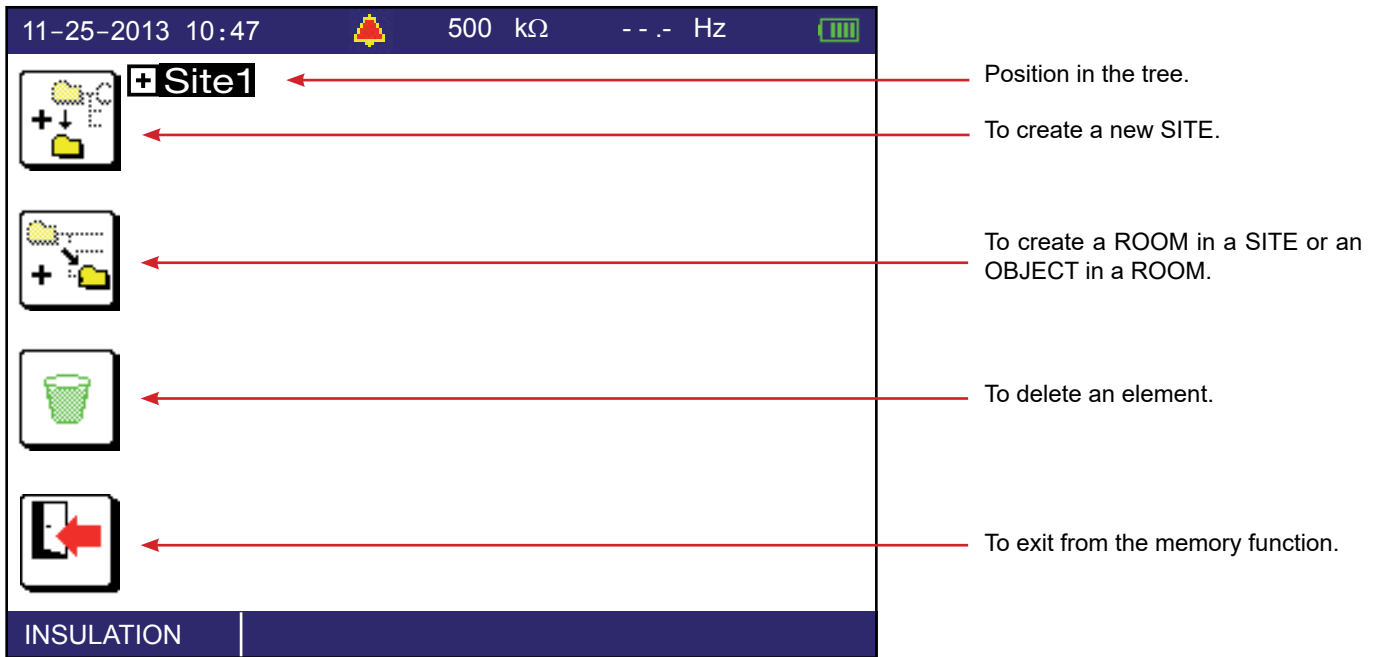 11-25-2013 10:47 500 kΩ - - .- Hz
+ Site1
Position in the tree.
To create a new SITE.
To create a ROOM in a SITE or an
OBJECT in a ROOM.
To delete an element.
To exit from the memory function.
INSULATION